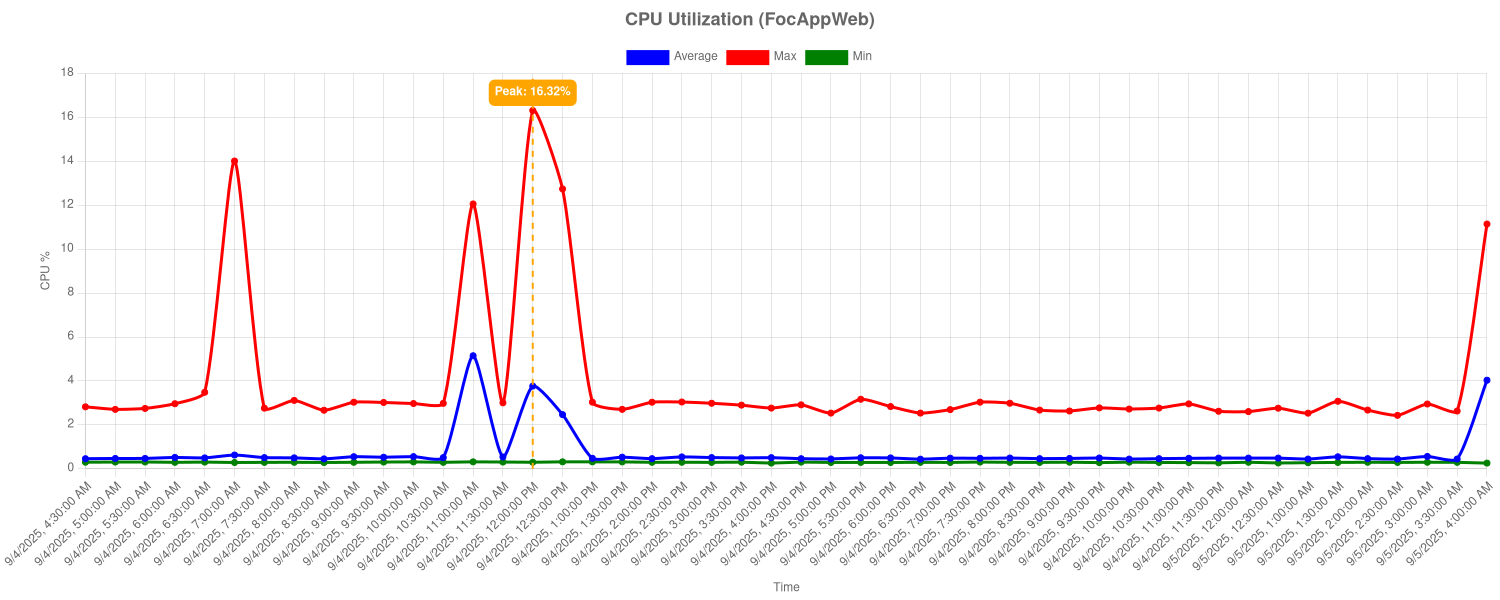 CPU Utilization (FocAppWeb)
Average Max Min
18
Peak: 16.32%
16
14
12
10
8
6
4
2
0
CPU %
9/4/2025, 4:30:00 AM
9/4/2025, 5:00:00 AM
9/4/2025, 5:30:00 AM
9/4/2025, 6:00:00 AM
9/4/2025, 6:30:00 AM
9/4/2025, 7:00:00 AM
9/4/2025, 7:30:00 AM
9/4/2025, 8:00:00 AM
9/4/2025, 8:30:00 AM
9/4/2025, 9:00:00 AM
9/4/2025, 9:30:00 AM
9/4/2025, 10:00:00 AM
9/4/2025, 10:30:00 AM
9/4/2025, 11:00:00 AM
9/4/2025, 11:30:00 AM
9/4/2025, 12:00:00 PM
9/4/2025, 12:30:00 PM
9/4/2025, 1:00:00 PM
9/4/2025, 1:30:00 PM
9/4/2025, 2:00:00 PM
9/4/2025, 2:30:00 PM
9/4/2025, 3:00:00 PM
9/4/2025, 3:30:00 PM
9/4/2025, 4:00:00 PM
9/4/2025, 4:30:00 PM
9/4/2025, 5:00:00 PM
9/4/2025, 5:30:00 PM
9/4/2025, 6:00:00 PM
9/4/2025, 6:30:00 PM
9/4/2025, 7:00:00 PM
9/4/2025, 7:30:00 PM
9/4/2025, 8:00:00 PM
9/4/2025, 8:30:00 PM
9/4/2025, 9:00:00 PM
9/4/2025, 9:30:00 PM
9/4/2025, 10:00:00 PM
9/4/2025, 10:30:00 PM
9/4/2025, 11:00:00 PM
9/4/2025, 11:30:00 PM
9/5/2025, 12:00:00 AM
9/5/2025, 12:30:00 AM
9/5/2025, 1:00:00 AM
9/5/2025, 1:30:00 AM
9/5/2025, 2:00:00 AM
9/5/2025, 2:30:00 AM
9/5/2025, 3:00:00 AM
9/5/2025, 3:30:00 AM
9/5/2025, 4:00:00 AM
Time